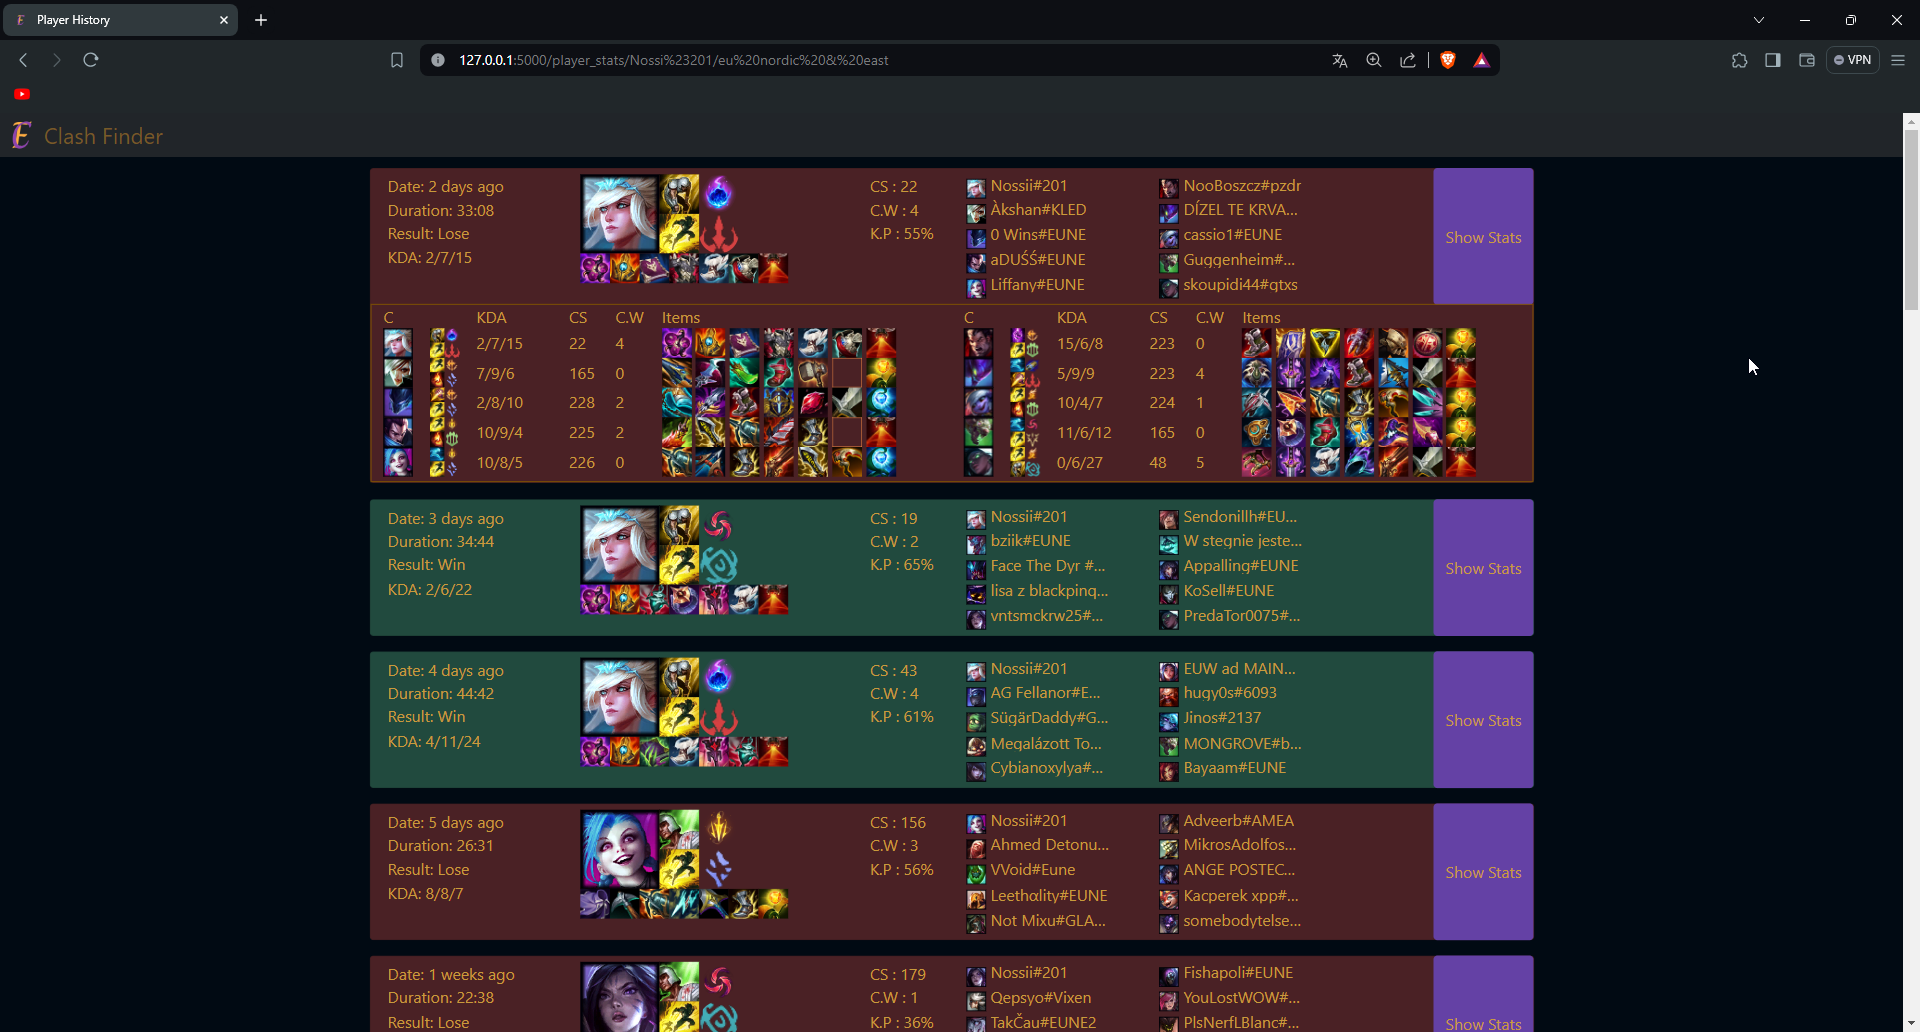 Player History
127.0.0.1:5000/player_stats/Nossi%23201/eu%20nordic%20&%20east
VPN
Clash Finder
Date: 2 days ago
Duration: 33:08
Result: Lose
KDA: 2/7/15
CS : 22
C.W : 4
K.P : 55%
Nossii#201
Àkshan#KLED
0 Wins#EUNE
aDUŚŚ#EUNE
Liffany#EUNE
NooBoszcz#pzdr
DÍZEL TE KRVA...
cassio1#EUNE
Guggenheim#...
skoupidi44#gtxs
Show Stats
C KDA CS C.W Items
2/7/15 22 4
7/9/6 165 0
2/8/10 228 2
10/9/4 225 2
10/8/5 226 0
C KDA CS C.W Items
15/6/8 223 0
5/9/9 223 4
10/4/7 224 1
11/6/12 165 0
0/6/27 48 5
Date: 3 days ago
Duration: 34:44
Result: Win
KDA: 2/6/22
CS : 19
C.W : 2
K.P : 65%
Nossii#201
bziik#EUNE
Face The Dyr #...
lisa z blackpinq...
vntsmckrw25#...
Sendonillh#EU...
W stegnie jeste...
Appalling#EUNE
KoSell#EUNE
PredaTor0075#...
Show Stats
Date: 4 days ago
Duration: 44:42
Result: Win
KDA: 4/11/24
CS : 43
C.W : 4
K.P : 61%
Nossii#201
AG Fellanor#E...
SügärDaddy#G...
Megalázott To...
Cybianoxylya#...
EUW ad MAIN...
hugy0s#6093
Jinos#2137
MONGROVE#b...
Bayaam#EUNE
Show Stats
Date: 5 days ago
Duration: 26:31
Result: Lose
KDA: 8/8/7
CS : 156
C.W : 3
K.P : 56%
Nossii#201
Ahmed Detonu...
VVoid#Eune
Leethαlity#EUNE
Not Mixu#GLA...
Adveerb#AMEA
MikrosAdolfos...
ANGE POSTEC...
Kacperek xpp#...
somebodytelse...
Show Stats
Date: 1 weeks ago
Duration: 22:38
Result: Lose
CS : 179
C.W : 1
K.P : 36%
Nossii#201
Qepsyo#Vixen
TakČau#EUNE2
Fishapoli#EUNE
YouLostWOW#...
PlsNerfLBlanc#...
Show Stats